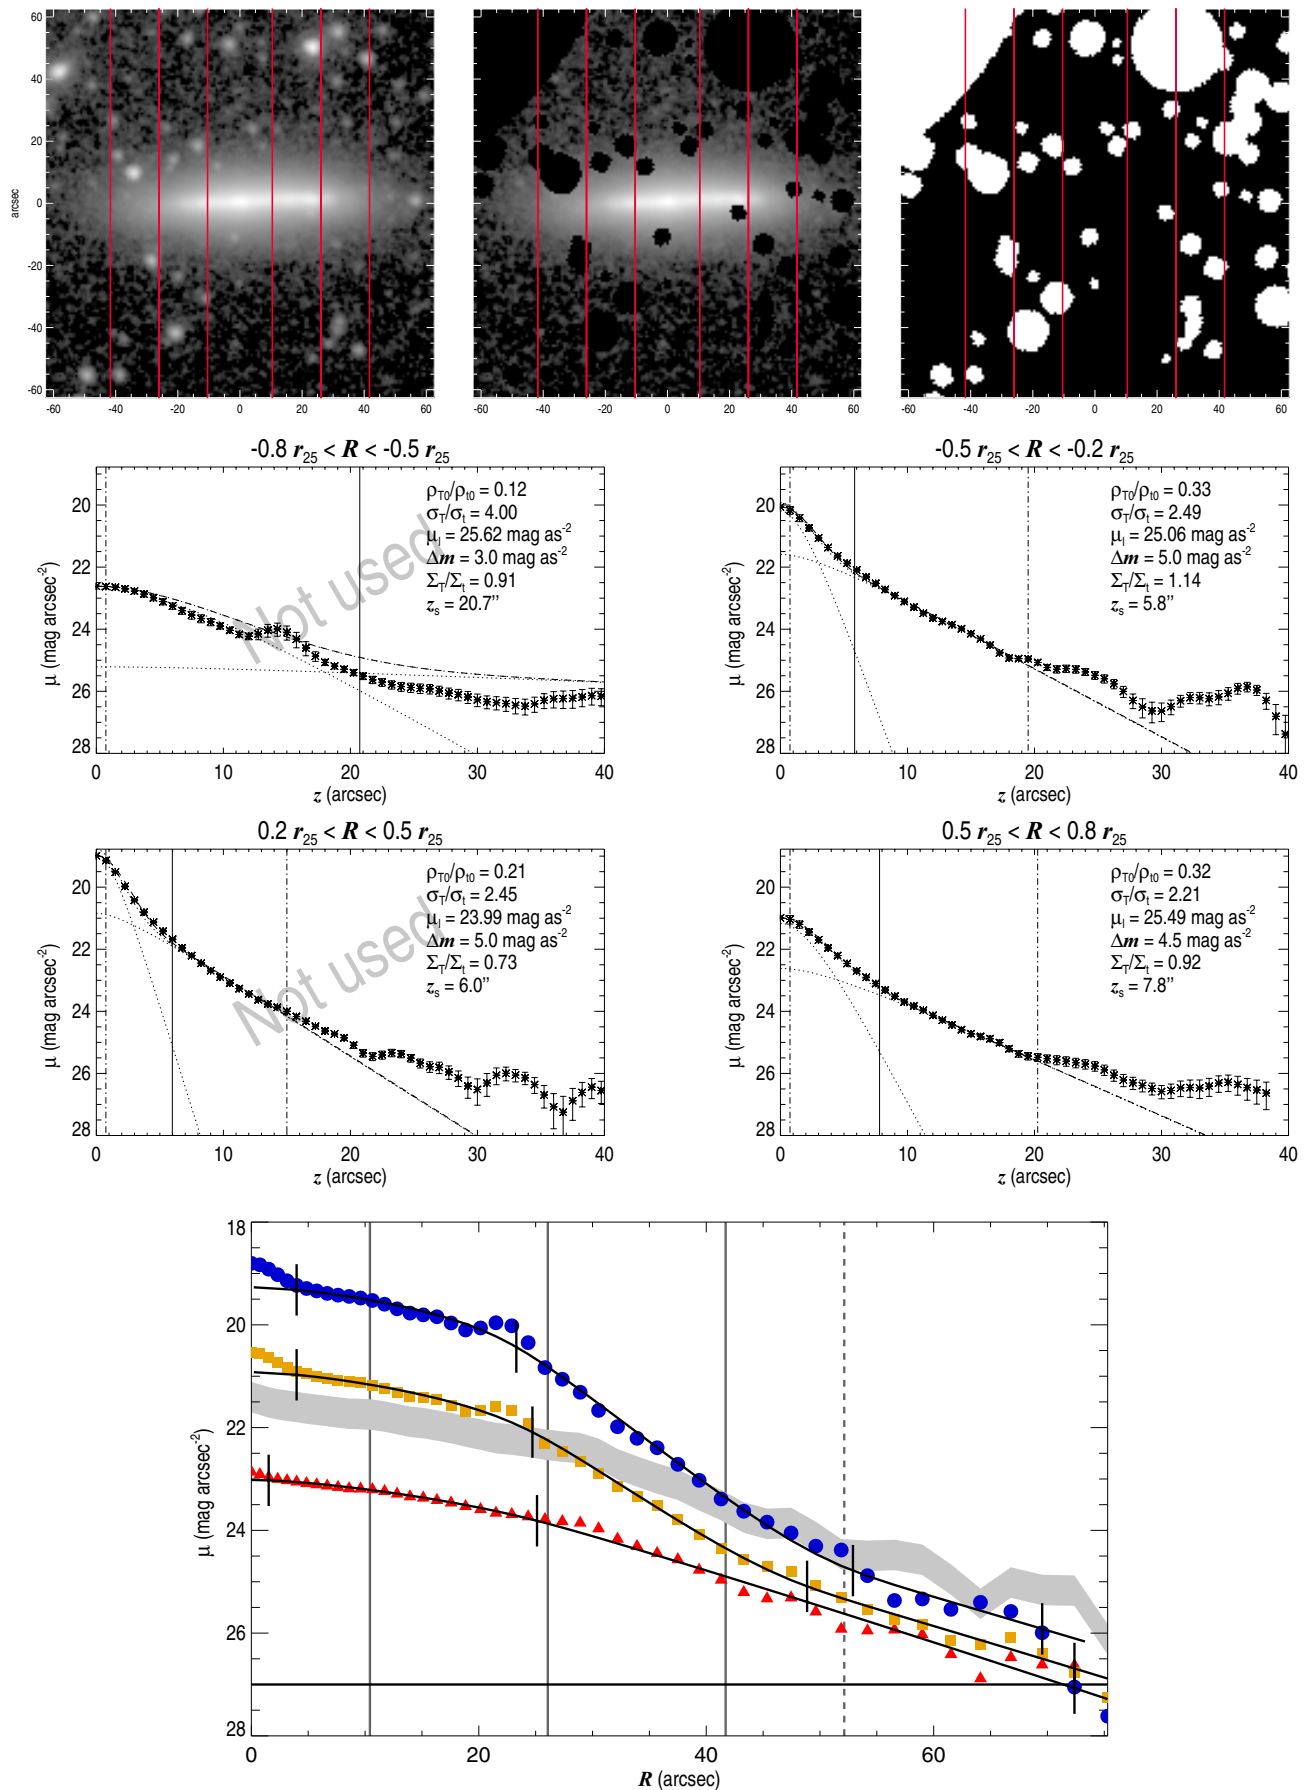 60
40
20
0
-20
-40
-60
arcsec
-60 -40 -20 0 20 40 60
-60 -40 -20 0 20 40 60
-60 -40 -20 0 20 40 60
-0.8 r25 < R < -0.5 r25
20
22
24
26
28
μ (mag arcsec-2)
Not used
ρT0/ρt0 = 0.12
σT/σt = 4.00
μl = 25.62 mag as-2
Δm = 3.0 mag as-2
ΣT/Σt = 0.91
zs = 20.7''
0 10 20 30 40
z (arcsec)
-0.5 r25 < R < -0.2 r25
20
22
24
26
28
μ (mag arcsec-2)
ρT0/ρt0 = 0.33
σT/σt = 2.49
μl = 25.06 mag as-2
Δm = 5.0 mag as-2
ΣT/Σt = 1.14
zs = 5.8''
0 10 20 30 40
z (arcsec)
0.2 r25 < R < 0.5 r25
20
22
24
26
28
μ (mag arcsec-2)
Not used
ρT0/ρt0 = 0.21
σT/σt = 2.45
μl = 23.99 mag as-2
Δm = 5.0 mag as-2
ΣT/Σt = 0.73
zs = 6.0''
0 10 20 30 40
z (arcsec)
0.5 r25 < R < 0.8 r25
20
22
24
26
28
μ (mag arcsec-2)
ρT0/ρt0 = 0.32
σT/σt = 2.21
μl = 25.49 mag as-2
Δm = 4.5 mag as-2
ΣT/Σt = 0.92
zs = 7.8''
0 10 20 30 40
z (arcsec)
18
20
22
24
26
28
μ (mag arcsec-2)
0 20 40 60
R (arcsec)